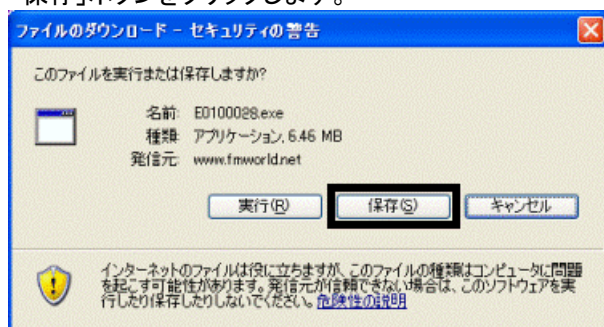 「保存」ボタンをクリックします。
ファイルのダウンロード - セキュリティの警告
このファイルを実行または保存しますか?
名前: E0100028.exe
種類: アプリケーション, 6.46 MB
発信元: www.fmworld.net
実行(R) 保存(S) キャンセル
インターネットのファイルは役に立ちますが、このファイルの種類はコンピュータに問題
を起こす可能性があります。発信元が信頼できない場合は、このソフトウェアを実
行したり保存したりしないでください。危険性の説明